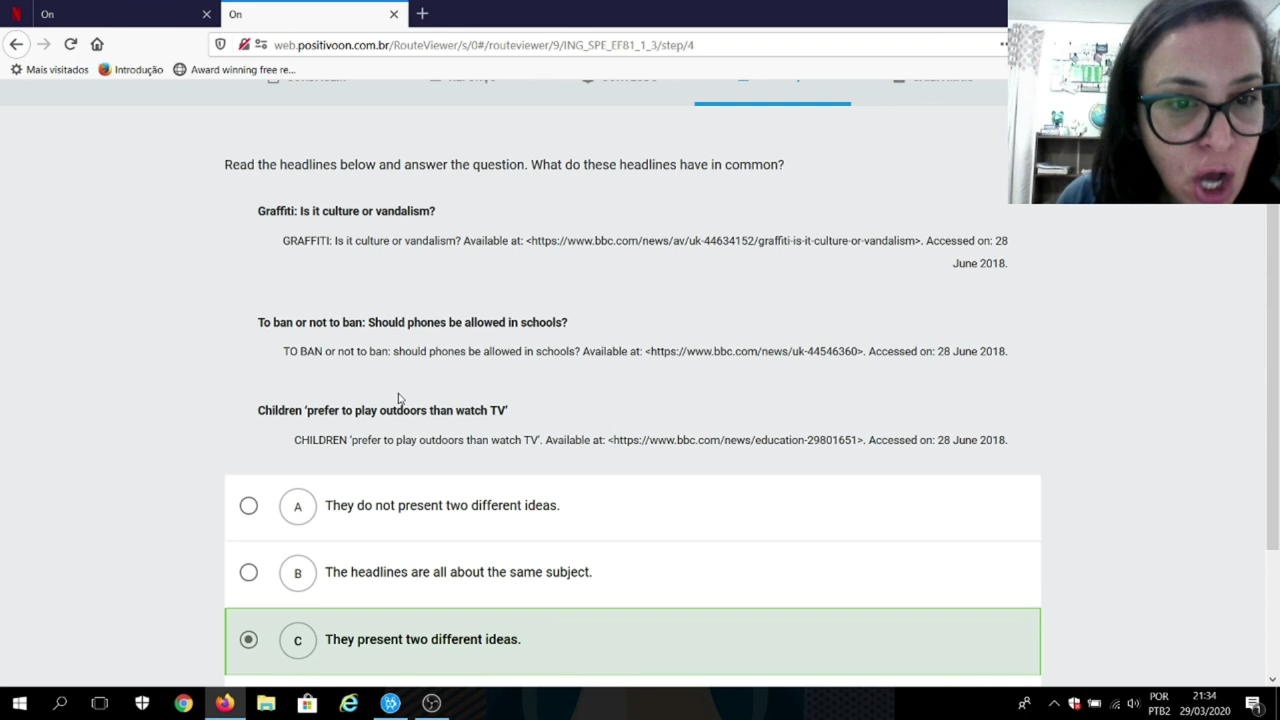 On
On
web.positivoon.com.br/RouteViewer/s/0#/routeviewer/9/ING_SPE_EF81_1_3/step/4
Mais visitados
Introdução
Award winning free re...
Read the headlines below and answer the question. What do these headlines have in common?
Graffiti: Is it culture or vandalism?
GRAFFITI: Is it culture or vandalism? Available at: <https://www.bbc.com/news/av/uk-44634152/graffiti-is-it-culture-or-vandalism>. Accessed on: 28
June 2018.
To ban or not to ban: Should phones be allowed in schools?
TO BAN or not to ban: should phones be allowed in schools? Available at: <https://www.bbc.com/news/uk-44546360>. Accessed on: 28 June 2018.
Children ‘prefer to play outdoors than watch TV’
CHILDREN ‘prefer to play outdoors than watch TV’. Available at: <https://www.bbc.com/news/education-29801651>. Accessed on: 28 June 2018.
A They do not present two different ideas.
B The headlines are all about the same subject.
C They present two different ideas.
POR
PTB2
21:34
29/03/2020
1